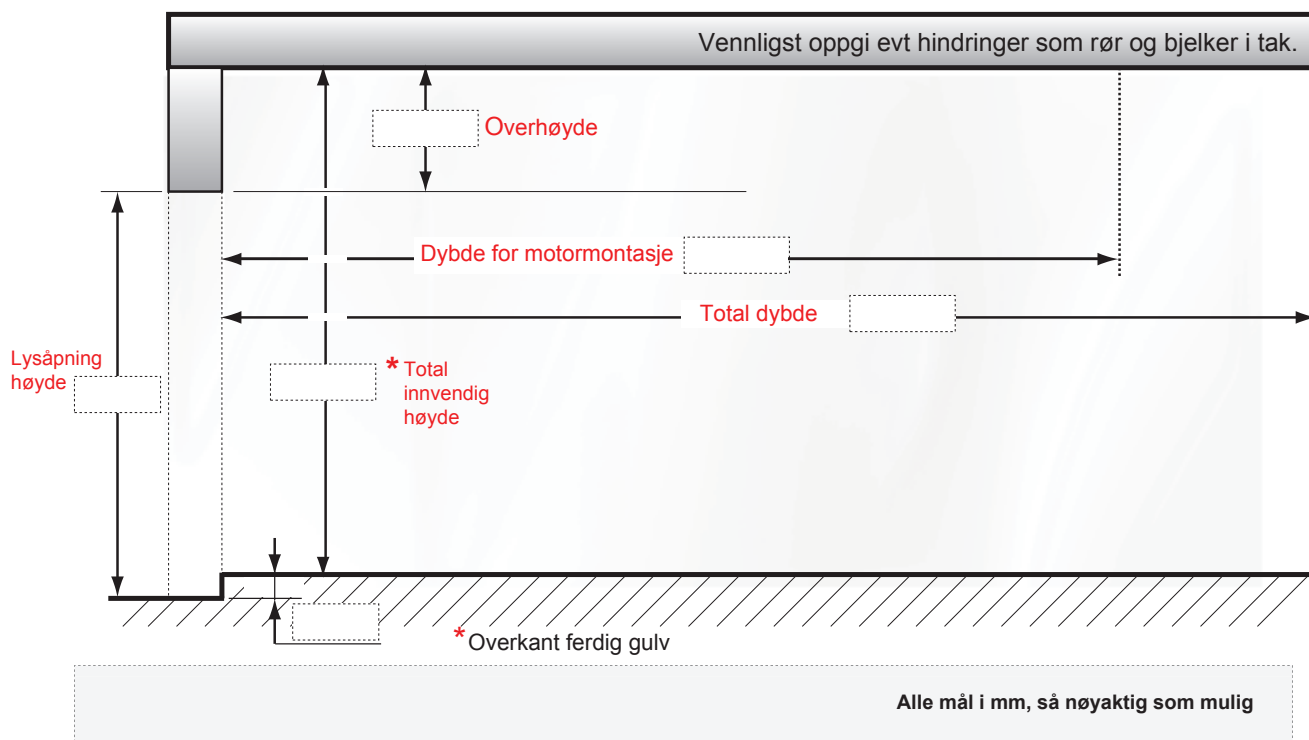 Vennligst oppgi evt hindringer som rør og bjelker i tak.
Overhøyde
Dybde for motormontasje
Total dybde
Lysåpning
høyde
* Total
innvendig
høyde
* Overkant ferdig gulv
Alle mål i mm, så nøyaktig som mulig